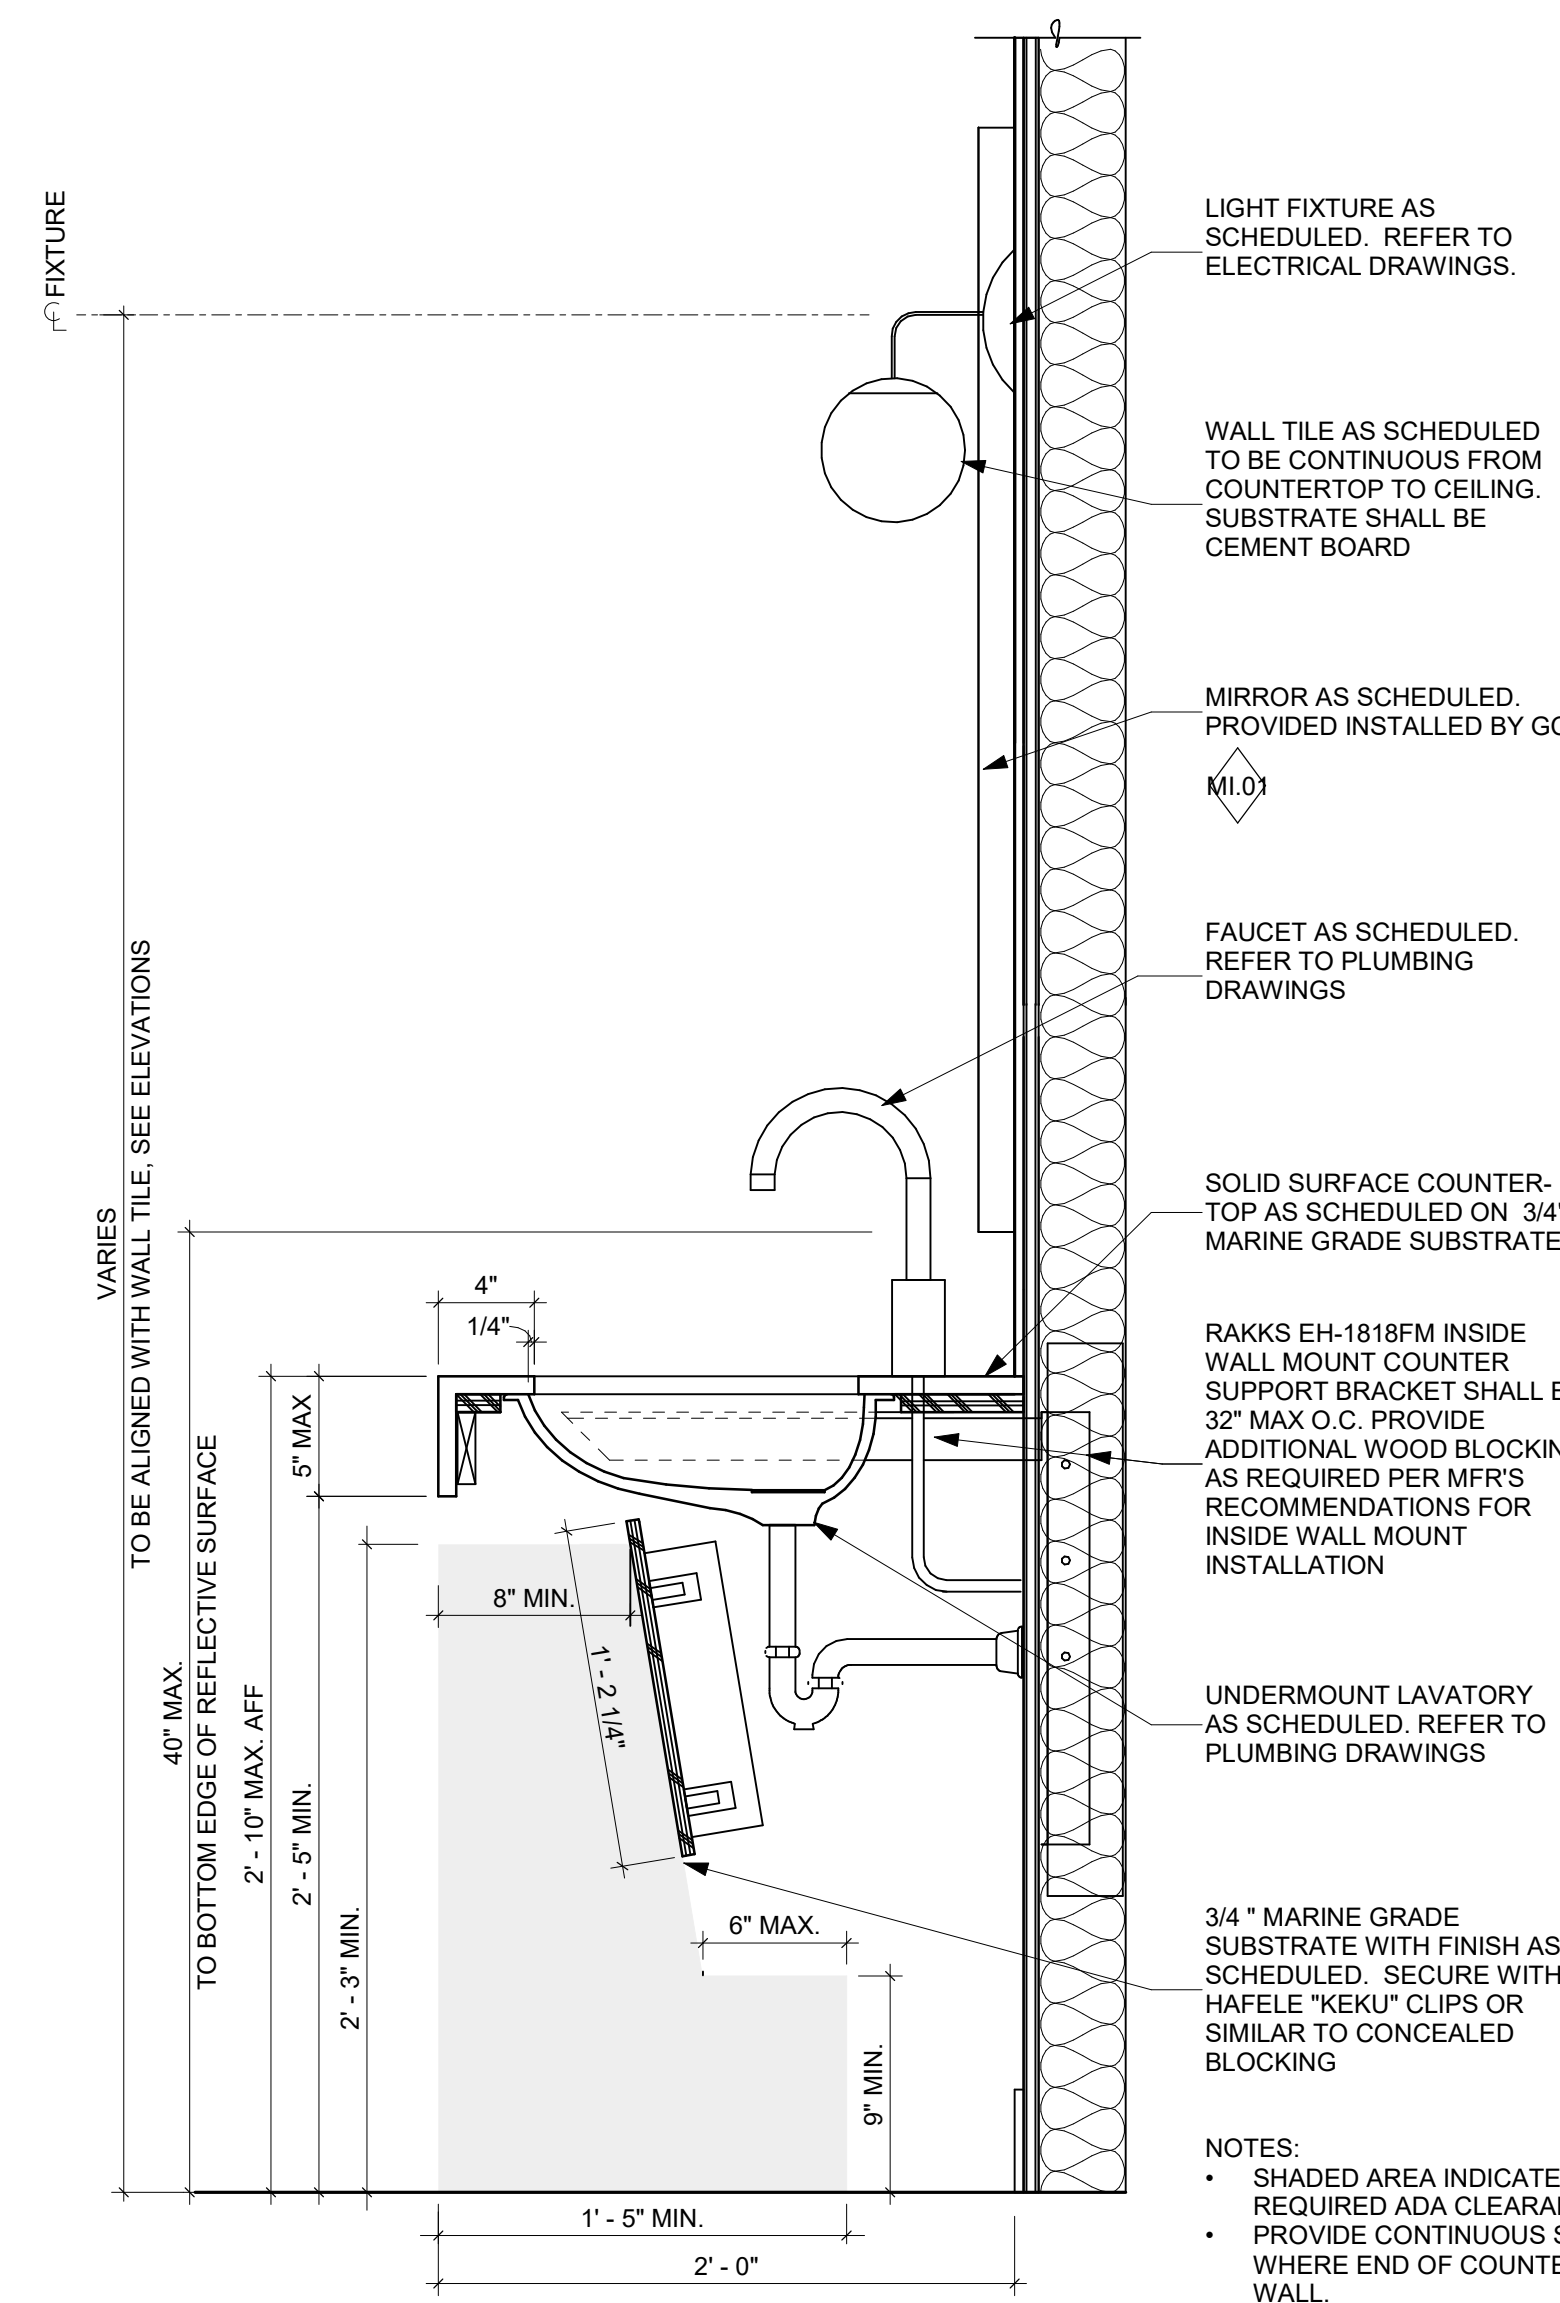 ℄ FIXTURE
LIGHT FIXTURE AS
SCHEDULED. REFER TO
ELECTRICAL DRAWINGS.
WALL TILE AS SCHEDULED
TO BE CONTINUOUS FROM
COUNTERTOP TO CEILING.
SUBSTRATE SHALL BE
CEMENT BOARD
MIRROR AS SCHEDULED.
PROVIDED INSTALLED BY
MI.01
FAUCET AS SCHEDULED.
REFER TO PLUMBING
DRAWINGS
SOLID SURFACE COUNTER-
TOP AS SCHEDULED ON 3/4"
MARINE GRADE SUBSTRATE
RAKKS EH-1818FM INSIDE
WALL MOUNT COUNTER
SUPPORT BRACKET SHALL
32" MAX O.C. PROVIDE
ADDITIONAL WOOD
AS REQUIRED PER MFR'S
RECOMMENDATIONS FOR
INSIDE WALL MOUNT
INSTALLATION
UNDERMOUNT LAVATORY
AS SCHEDULED. REFER TO
PLUMBING DRAWINGS
3/4 " MARINE GRADE
SUBSTRATE WITH FINISH AS
SCHEDULED. SECURE WITH
HAFELE "KEKU" CLIPS OR
SIMILAR TO CONCEALED
BLOCKING
NOTES:
• SHADED AREA
REQUIRED ADA
• PROVIDE CONTINUOUS
WHERE END OF
WALL.
VARIES
TO BE ALIGNED WITH WALL TILE, SEE ELEVATIONS
40" MAX.
TO BOTTOM EDGE OF REFLECTIVE SURFACE
2' - 10" MAX. AFF
5" MAX
2' - 5" MIN.
2' - 3" MIN.
4"
1/4"
8" MIN.
1' - 2 1/4"
6" MAX.
9" MIN.
1' - 5" MIN.
2' - 0"